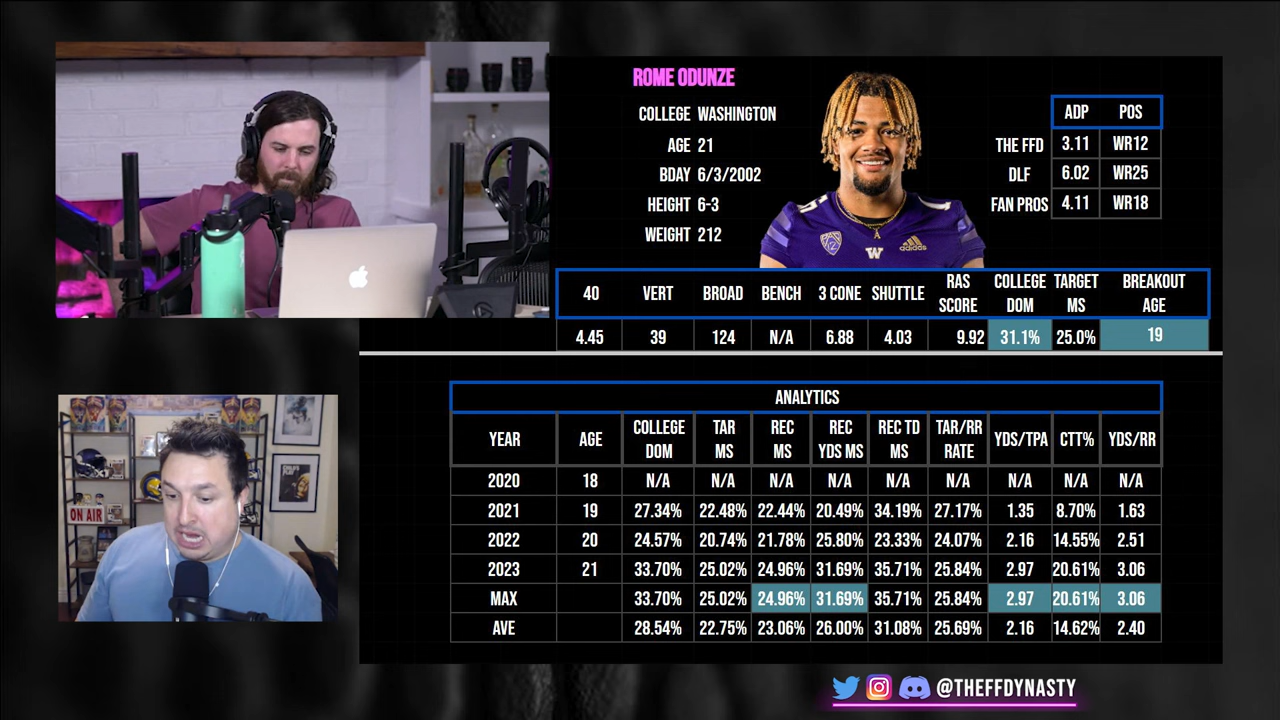 ROME ODUNZE
COLLEGE WASHINGTON
AGE 21
BDAY 6/3/2002
HEIGHT 6-3
WEIGHT 212
12
W
adidas
ADP POS
THE FFD 3.11 WR12
DLF 6.02 WR25
FAN PROS 4.11 WR18
40 VERT BROAD BENCH 3 CONE SHUTTLE RAS SCORE COLLEGE DOM TARGET MS BREAKOUT AGE
4.45 39 124 N/A 6.88 4.03 9.92 31.1% 25.0% 19
ON AIR
ANALYTICS
YEAR AGE COLLEGE DOM TAR MS REC MS REC YDS MS REC TD MS TAR/RR RATE YDS/TPA CTT% YDS/RR
2020 18 N/A N/A N/A N/A N/A N/A N/A N/A N/A
2021 19 27.34% 22.48% 22.44% 20.49% 34.19% 27.17% 1.35 8.70% 1.63
2022 20 24.57% 20.74% 21.78% 25.80% 23.33% 24.07% 2.16 14.55% 2.51
2023 21 33.70% 25.02% 24.96% 31.69% 35.71% 25.84% 2.97 20.61% 3.06
MAX 33.70% 25.02% 24.96% 31.69% 35.71% 25.84% 2.97 20.61% 3.06
AVE 28.54% 22.75% 23.06% 26.00% 31.08% 25.69% 2.16 14.62% 2.40
@THEFFDYNASTY